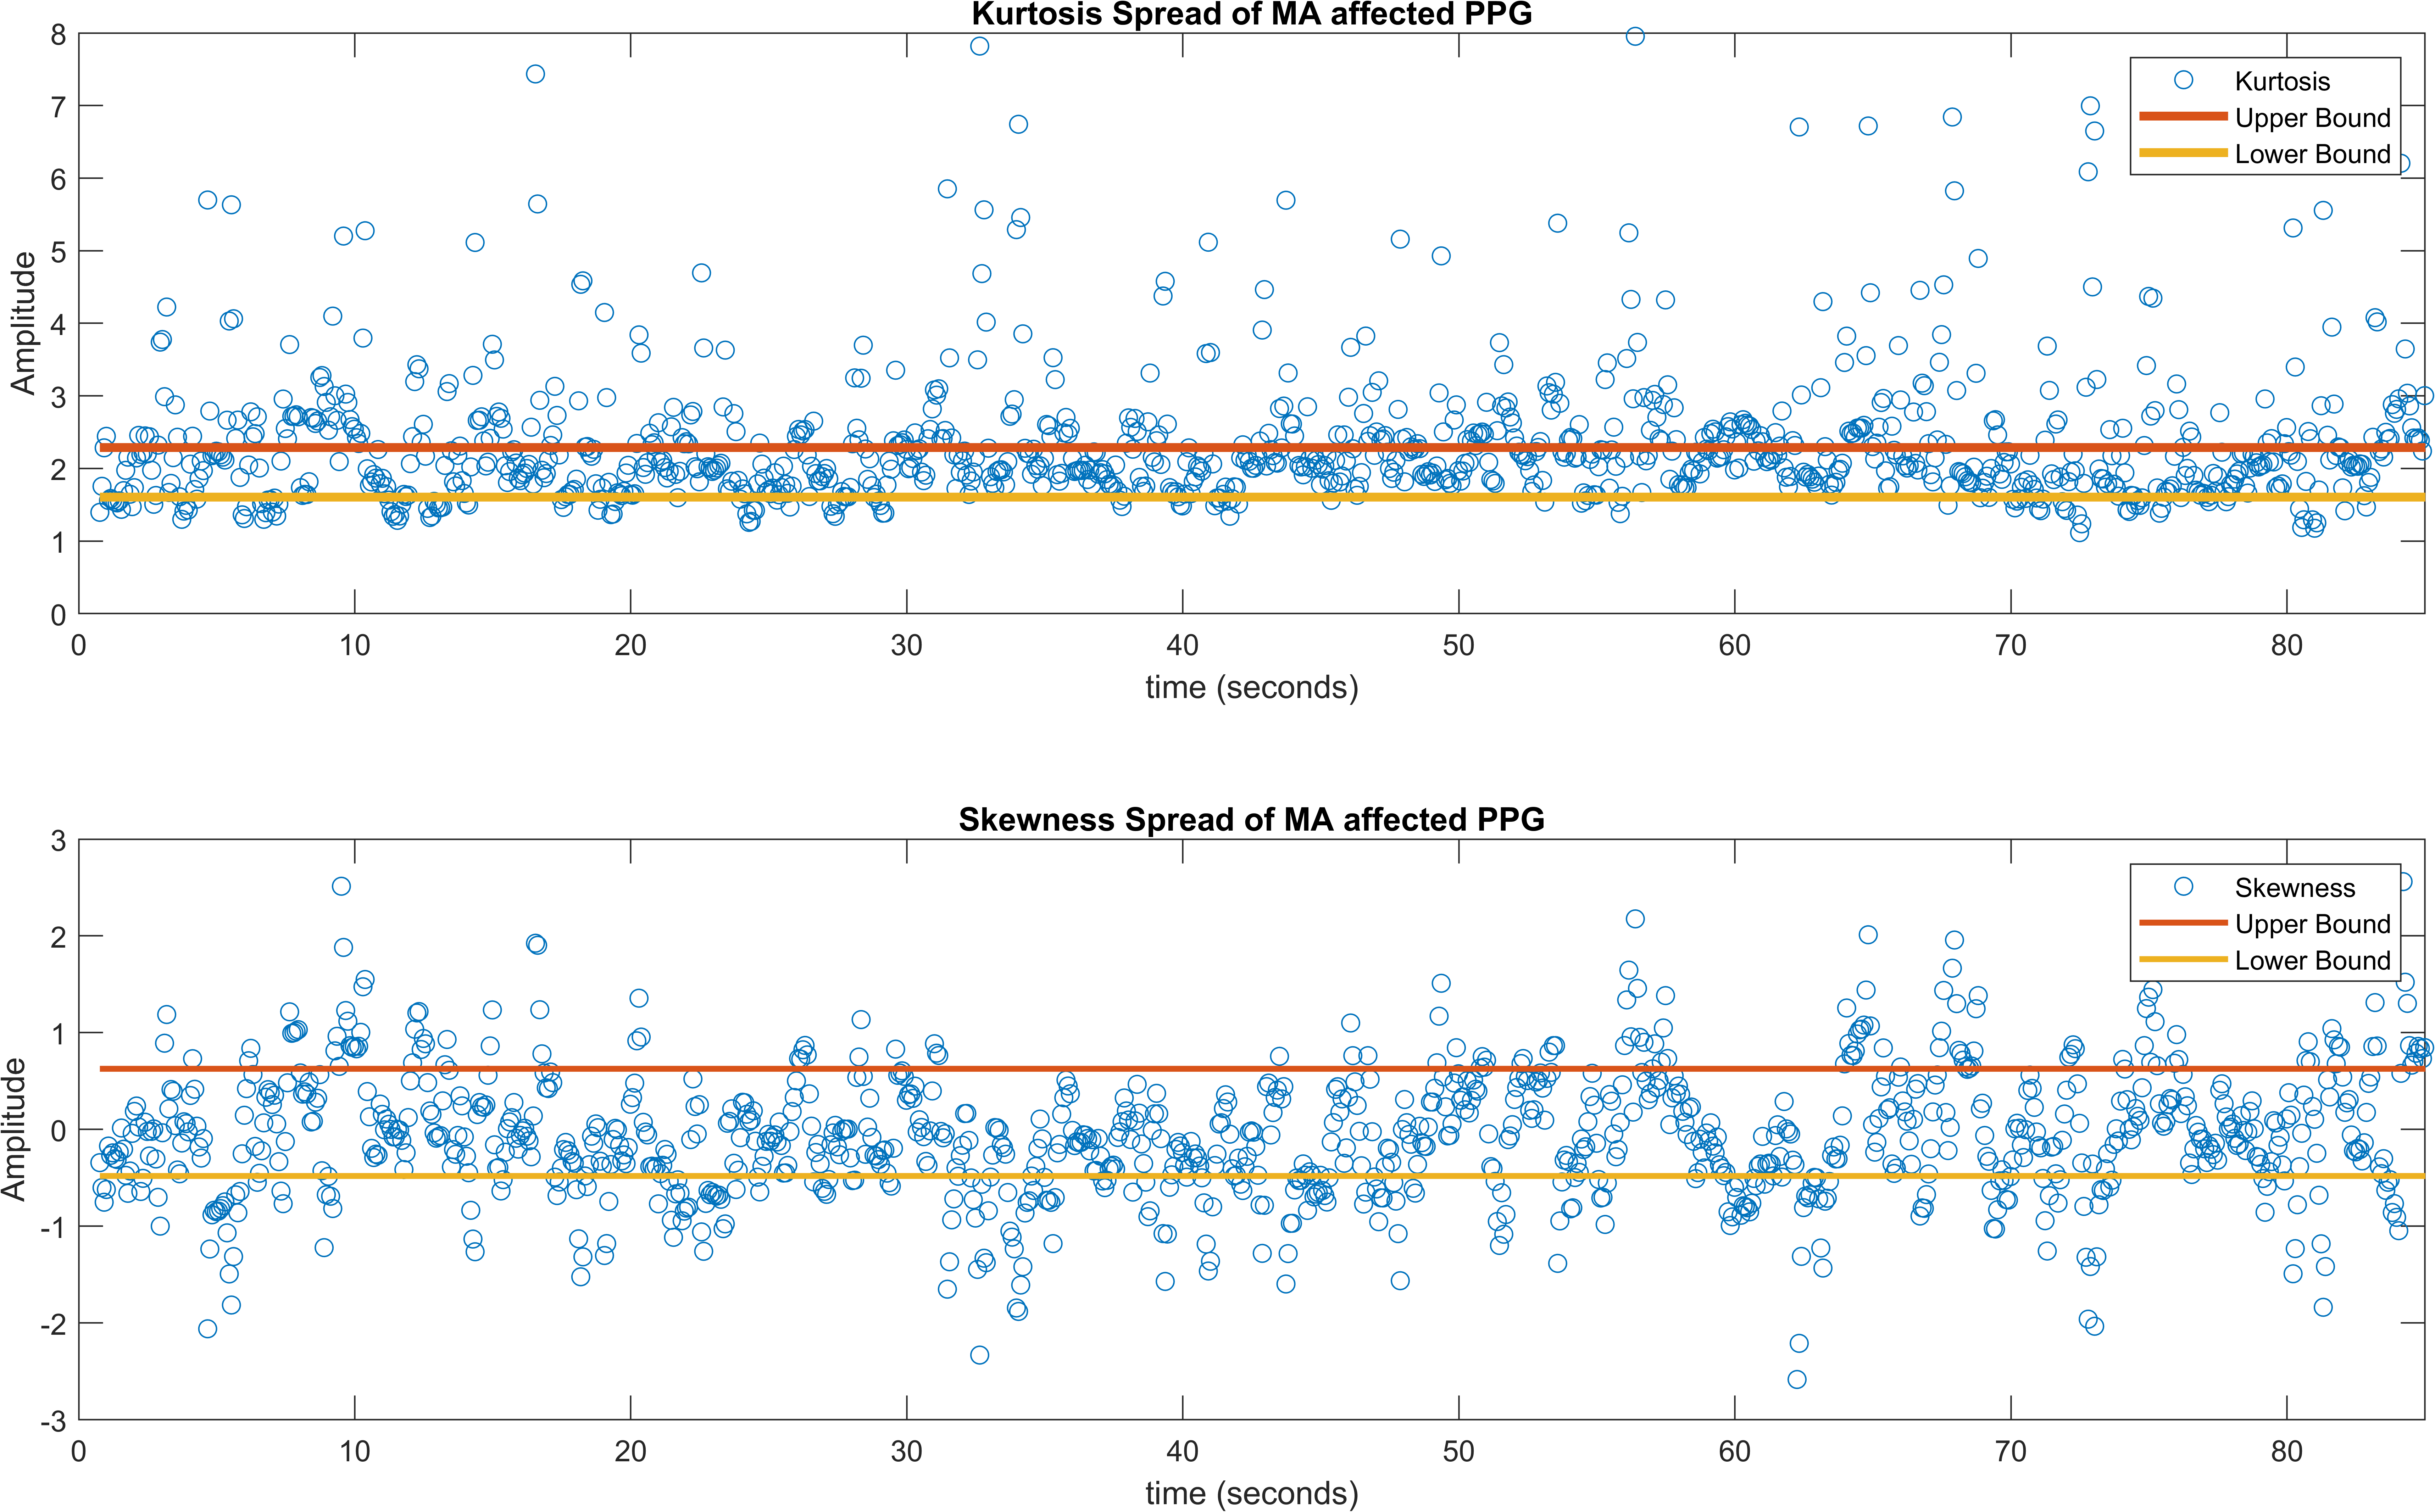 Kurtosis Spread of MA affected PPG
8
7
6
5
4
3
2
1
0
Amplitude
Kurtosis
Upper Bound
Lower Bound
0 10 20 30 40 50 60 70 80
time (seconds)
Skewness Spread of MA affected PPG
3
2
1
0
-1
-2
-3
Amplitude
Skewness
Upper Bound
Lower Bound
0 10 20 30 40 50 60 70 80
time (seconds)